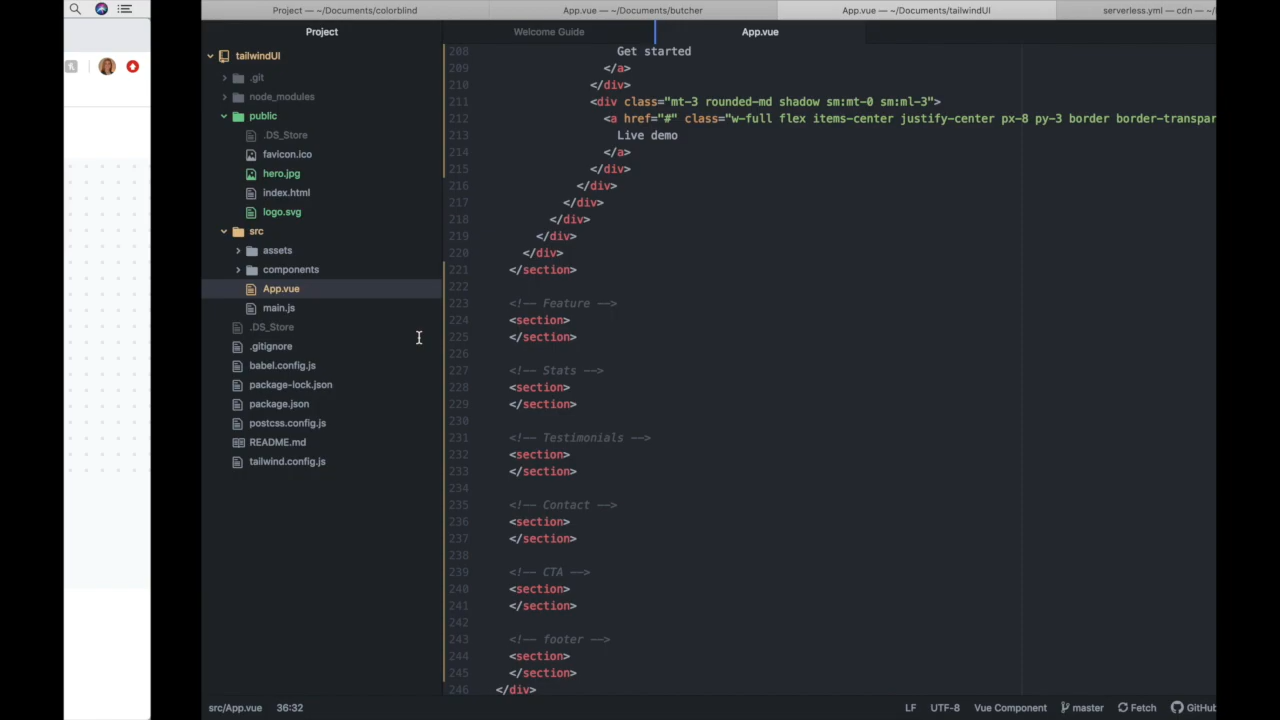 Project — ~/Documents/colorblind
App.vue — ~/Documents/butcher
App.vue — ~/Documents/tailwindUI
serverless.yml — cdn — ~/
Project
Welcome Guide
App.vue
tailwindUI
.git
node_modules
public
.DS_Store
favicon.ico
hero.jpg
index.html
logo.svg
src
assets
components
App.vue
main.js
.DS_Store
.gitignore
babel.config.js
package-lock.json
package.json
postcss.config.js
README.md
tailwind.config.js
208 Get started
209 </a>
210 </div>
211 <div class="mt-3 rounded-md shadow sm:mt-0 sm:ml-3">
212 <a href="#" class="w-full flex items-center justify-center px-8 py-3 border border-transpar
213 Live demo
214 </a>
215 </div>
216 </div>
217 </div>
218 </div>
219 </div>
220 </div>
221 </section>
222
223 <!-- Feature -->
224 <section>
225 </section>
226
227 <!-- Stats -->
228 <section>
229 </section>
230
231 <!-- Testimonials -->
232 <section>
233 </section>
234
235 <!-- Contact -->
236 <section>
237 </section>
238
239 <!-- CTA -->
240 <section>
241 </section>
242
243 <!-- footer -->
244 <section>
245 </section>
246 </div>
src/App.vue 36:32 LF UTF-8 Vue Component master Fetch GitHub